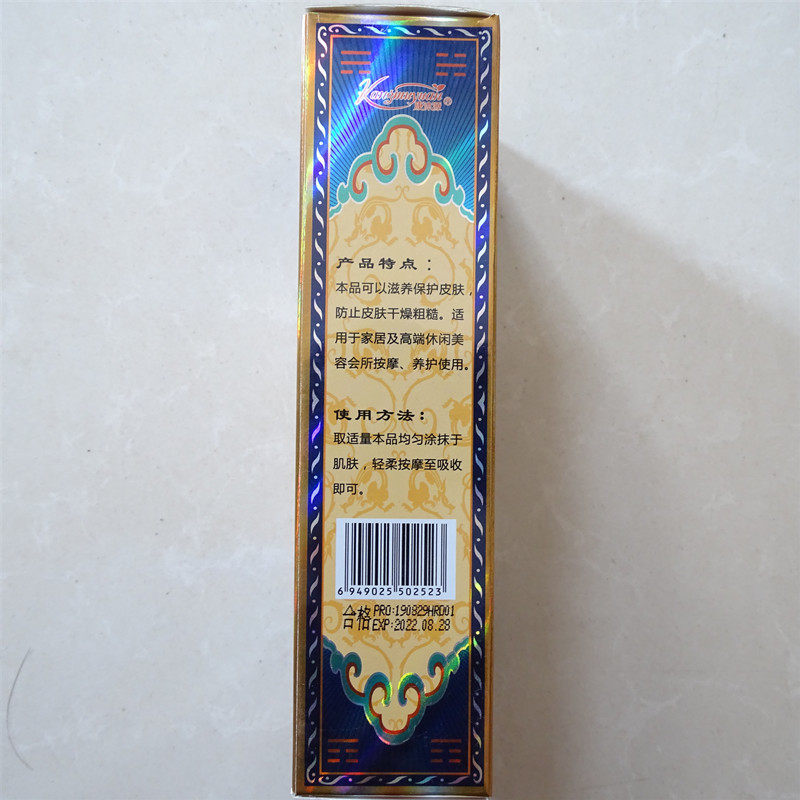 产品特点：
本品可以滋养保护皮肤，
防止皮肤干燥粗糙。适
用于家居及高端休闲美
容会所按摩、养护使用。
使用方法：
取适量本品均匀涂抹于
肌肤，轻柔按摩至吸收
即可。
6 949025 502523
合格 PRO:190829HRD01
EXP:2022.08.28